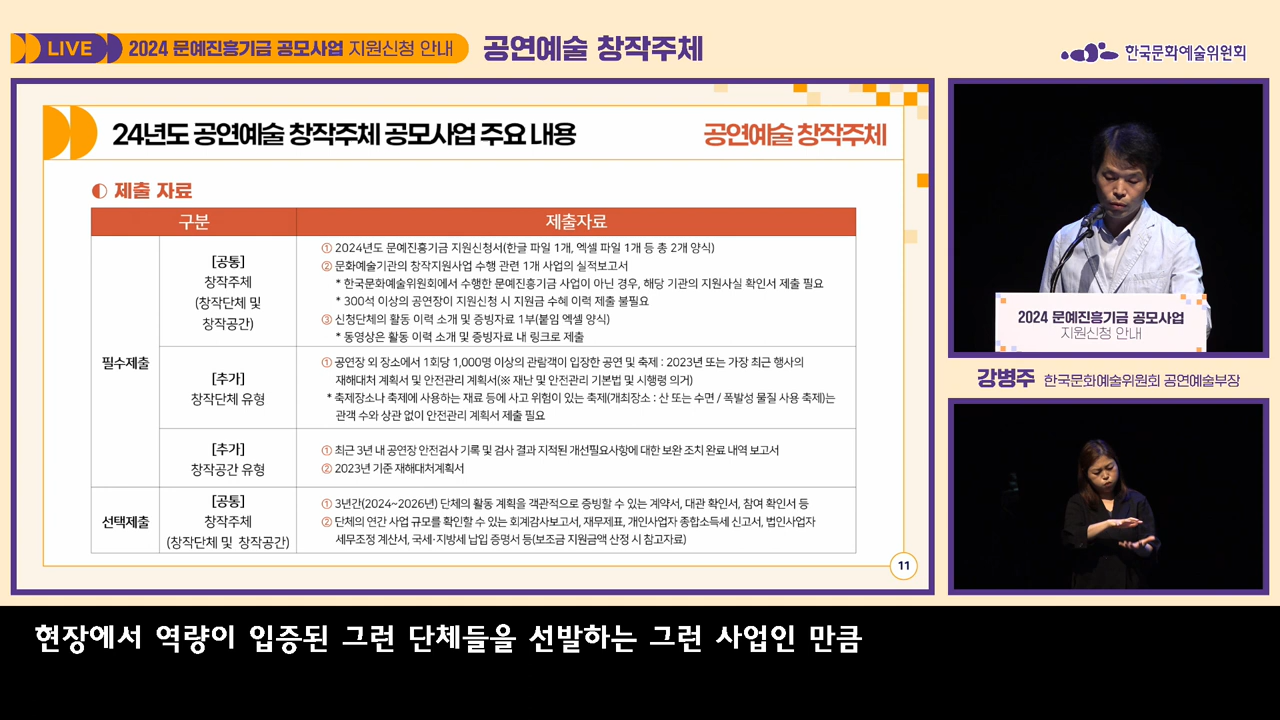 LIVE 2024 문예진흥기금 공모사업 지원신청 안내 공연예술 창작주체
한국문화예술위원회
24년도 공연예술 창작주체 공모사업 주요 내용
공연예술 창작주체
제출 자료
구분
제출자료
필수제출
[공통]
창작주체
(창작단체 및
창작공간)
① 2024년도 문예진흥기금 지원신청서(한글 파일 1개, 엑셀 파일 1개 등 총 2개 양식)
② 문화예술기관의 창작지원사업 수행 관련 1개 사업의 실적보고서
* 한국문화예술위원회에서 수행한 문예진흥기금 사업이 아닌 경우, 해당 기관의 지원사실 확인서 제출 필요
* 300석 이상의 공연장이 지원신청 시 지원금 수혜 이력 제출 불필요
③ 신청단체의 활동 이력 소개 및 증빙자료 1부(붙임 엑셀 양식)
* 동영상은 활동 이력 소개 및 증빙자료 내 링크로 제출
[추가]
창작단체 유형
① 공연장 외 장소에서 1회당 1,000명 이상의 관람객이 입장한 공연 및 축제 : 2023년 또는 가장 최근 행사의
재해대처 계획서 및 안전관리 계획서(※ 재난 및 안전관리 기본법 및 시행령 의거)
* 축제장소나 축제에 사용하는 재료 등에 사고 위험이 있는 축제(개최장소 : 산 또는 수면 / 폭발성 물질 사용 축제)는
관객 수와 상관 없이 안전관리 계획서 제출 필요
[추가]
창작공간 유형
① 최근 3년 내 공연장 안전검사 기록 및 검사 결과 지적된 개선필요사항에 대한 보완 조치 완료 내역 보고서
② 2023년 기준 재해대처계획서
선택제출
[공통]
창작주체
(창작단체 및 창작공간)
① 3년간(2024~2026년) 단체의 활동 계획을 객관적으로 증빙할 수 있는 계약서, 대관 확인서, 참여 확인서 등
② 단체의 연간 사업 규모를 확인할 수 있는 회계감사보고서, 재무제표, 개인사업자 종합소득세 신고서, 법인사업자
세무조정 계산서, 국세·지방세 납입 증명서 등(보조금 지원금액 산정 시 참고자료)
11
2024 문예진흥기금 공모사업
지원신청 안내
강병주 한국문화예술위원회 공연예술부장
현장에서 역량이 입증된 그런 단체들을 선발하는 그런 사업인 만큼